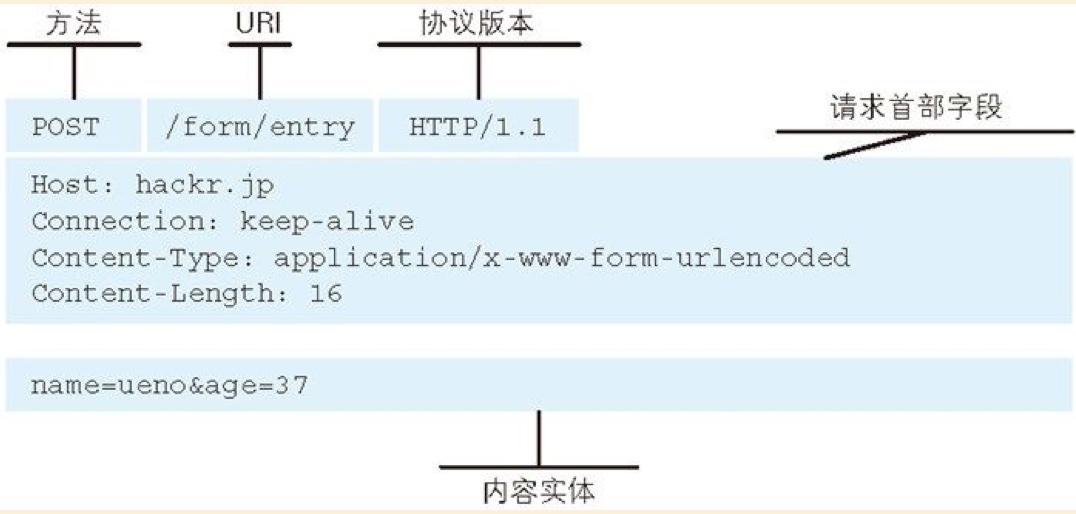 方法 URI 协议版本
请求首部字段
POST /form/entry HTTP/1.1
Host: hackr.jp
Connection: keep-alive
Content-Type: application/x-www-form-urlencoded
Content-Length: 16
name=ueno&age=37
内容实体